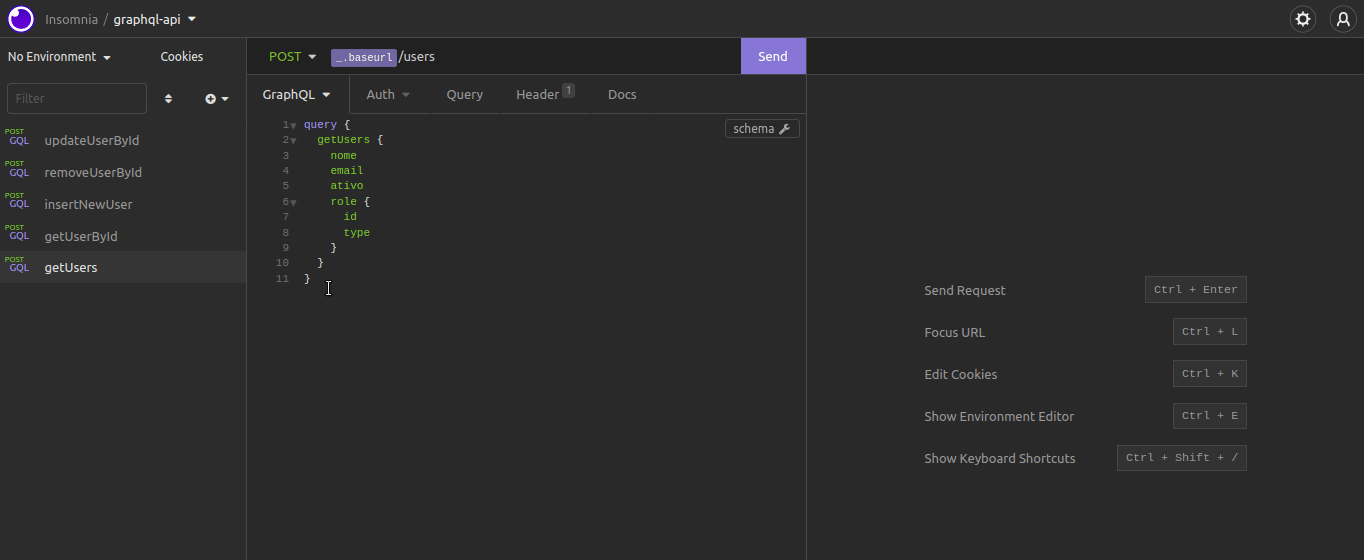 Insomnia / graphql-api
No Environment
Cookies
POST
_.baseurl /users
Send
Filter
GraphQL
Auth
Query
Header 1
Docs
POST GQL updateUserById
POST GQL removeUserById
POST GQL insertNewUser
POST GQL getUserById
POST GQL getUsers
schema
1 query {
2 getUsers {
3 nome
4 email
5 ativo
6 role {
7 id
8 type
9 }
10 }
11 }
Send Request Ctrl + Enter
Focus URL Ctrl + L
Edit Cookies Ctrl + K
Show Environment Editor Ctrl + E
Show Keyboard Shortcuts Ctrl + Shift + /